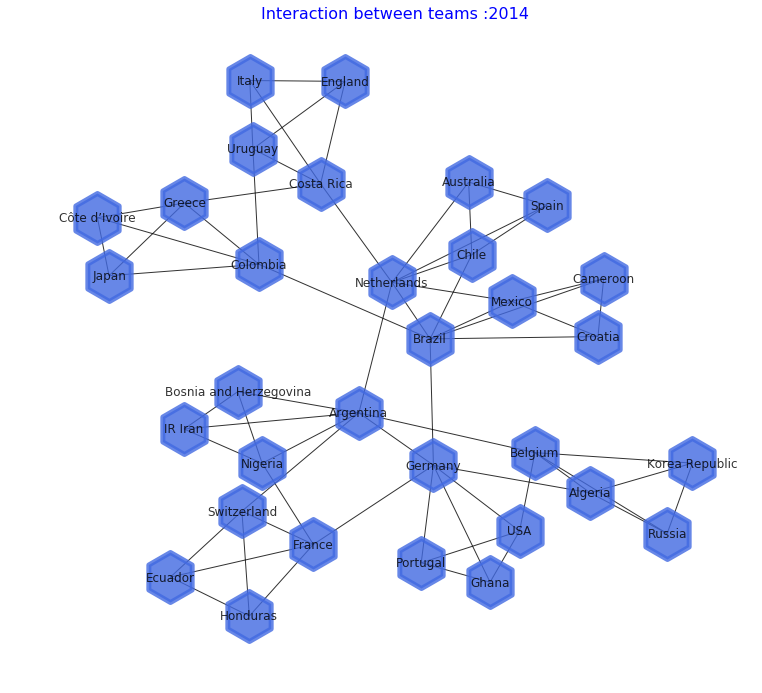 Interaction between teams :2014
Italy
England
Uruguay
Costa Rica
Australia
Greece
Spain
Côte d'Ivoire
Chile
Colombia
Japan
Cameroon
Netherlands
Mexico
Croatia
Brazil
Bosnia and Herzegovina
Argentina
IR Iran
Belgium
Nigeria
Korea Republic
Germany
Algeria
Switzerland
USA
Russia
France
Portugal
Ecuador
Ghana
Honduras